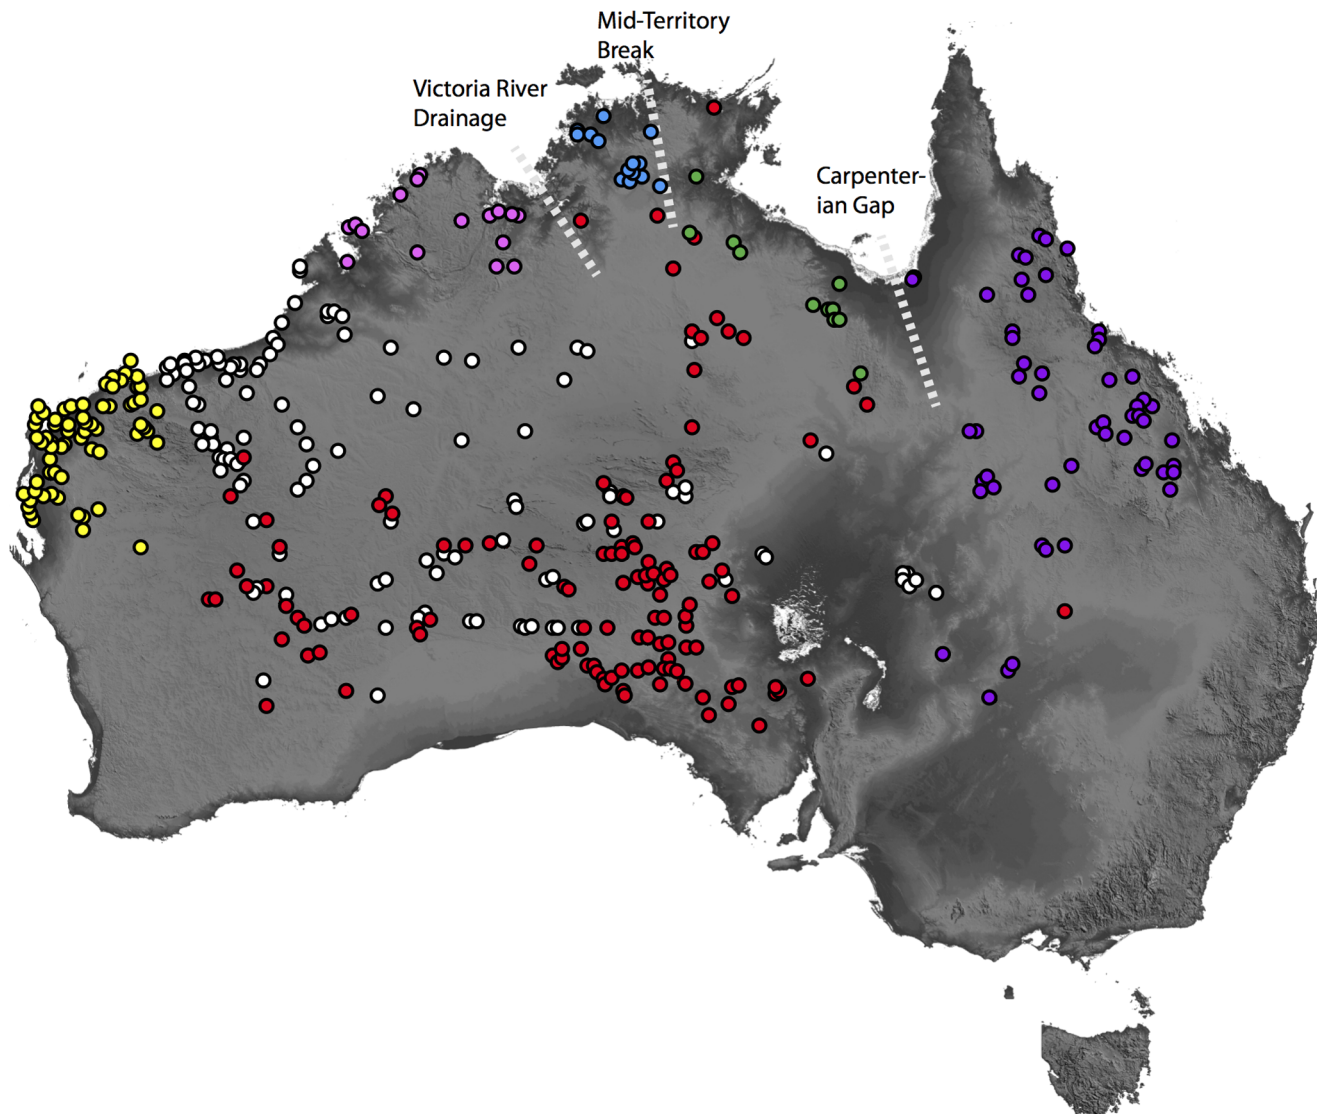 Mid-Territory
Break
Victoria River
Drainage
Carpenter-
ian Gap